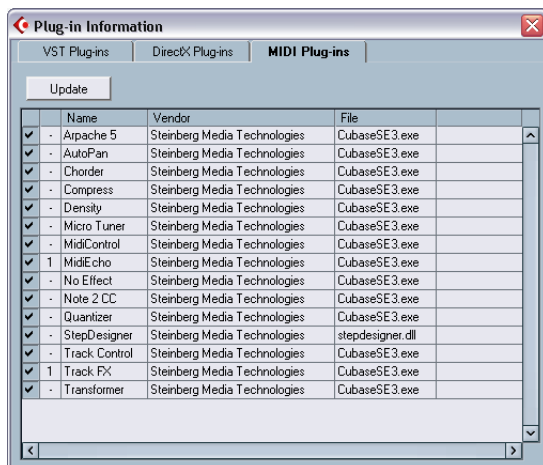 Plug-in Information
VST Plug-ins DirectX Plug-ins MIDI Plug-ins
Update
Name Vendor File
- Arpache 5 Steinberg Media Technologies CubaseSE3.exe
- AutoPan Steinberg Media Technologies CubaseSE3.exe
- Chorder Steinberg Media Technologies CubaseSE3.exe
- Compress Steinberg Media Technologies CubaseSE3.exe
- Density Steinberg Media Technologies CubaseSE3.exe
- Micro Tuner Steinberg Media Technologies CubaseSE3.exe
- MidiControl Steinberg Media Technologies CubaseSE3.exe
1 MidiEcho Steinberg Media Technologies CubaseSE3.exe
- No Effect Steinberg Media Technologies CubaseSE3.exe
- Note 2 CC Steinberg Media Technologies CubaseSE3.exe
- Quantizer Steinberg Media Technologies CubaseSE3.exe
- StepDesigner Steinberg Media Technologies stepdesigner.dll
- Track Control Steinberg Media Technologies CubaseSE3.exe
1 Track FX Steinberg Media Technologies CubaseSE3.exe
- Transformer Steinberg Media Technologies CubaseSE3.exe